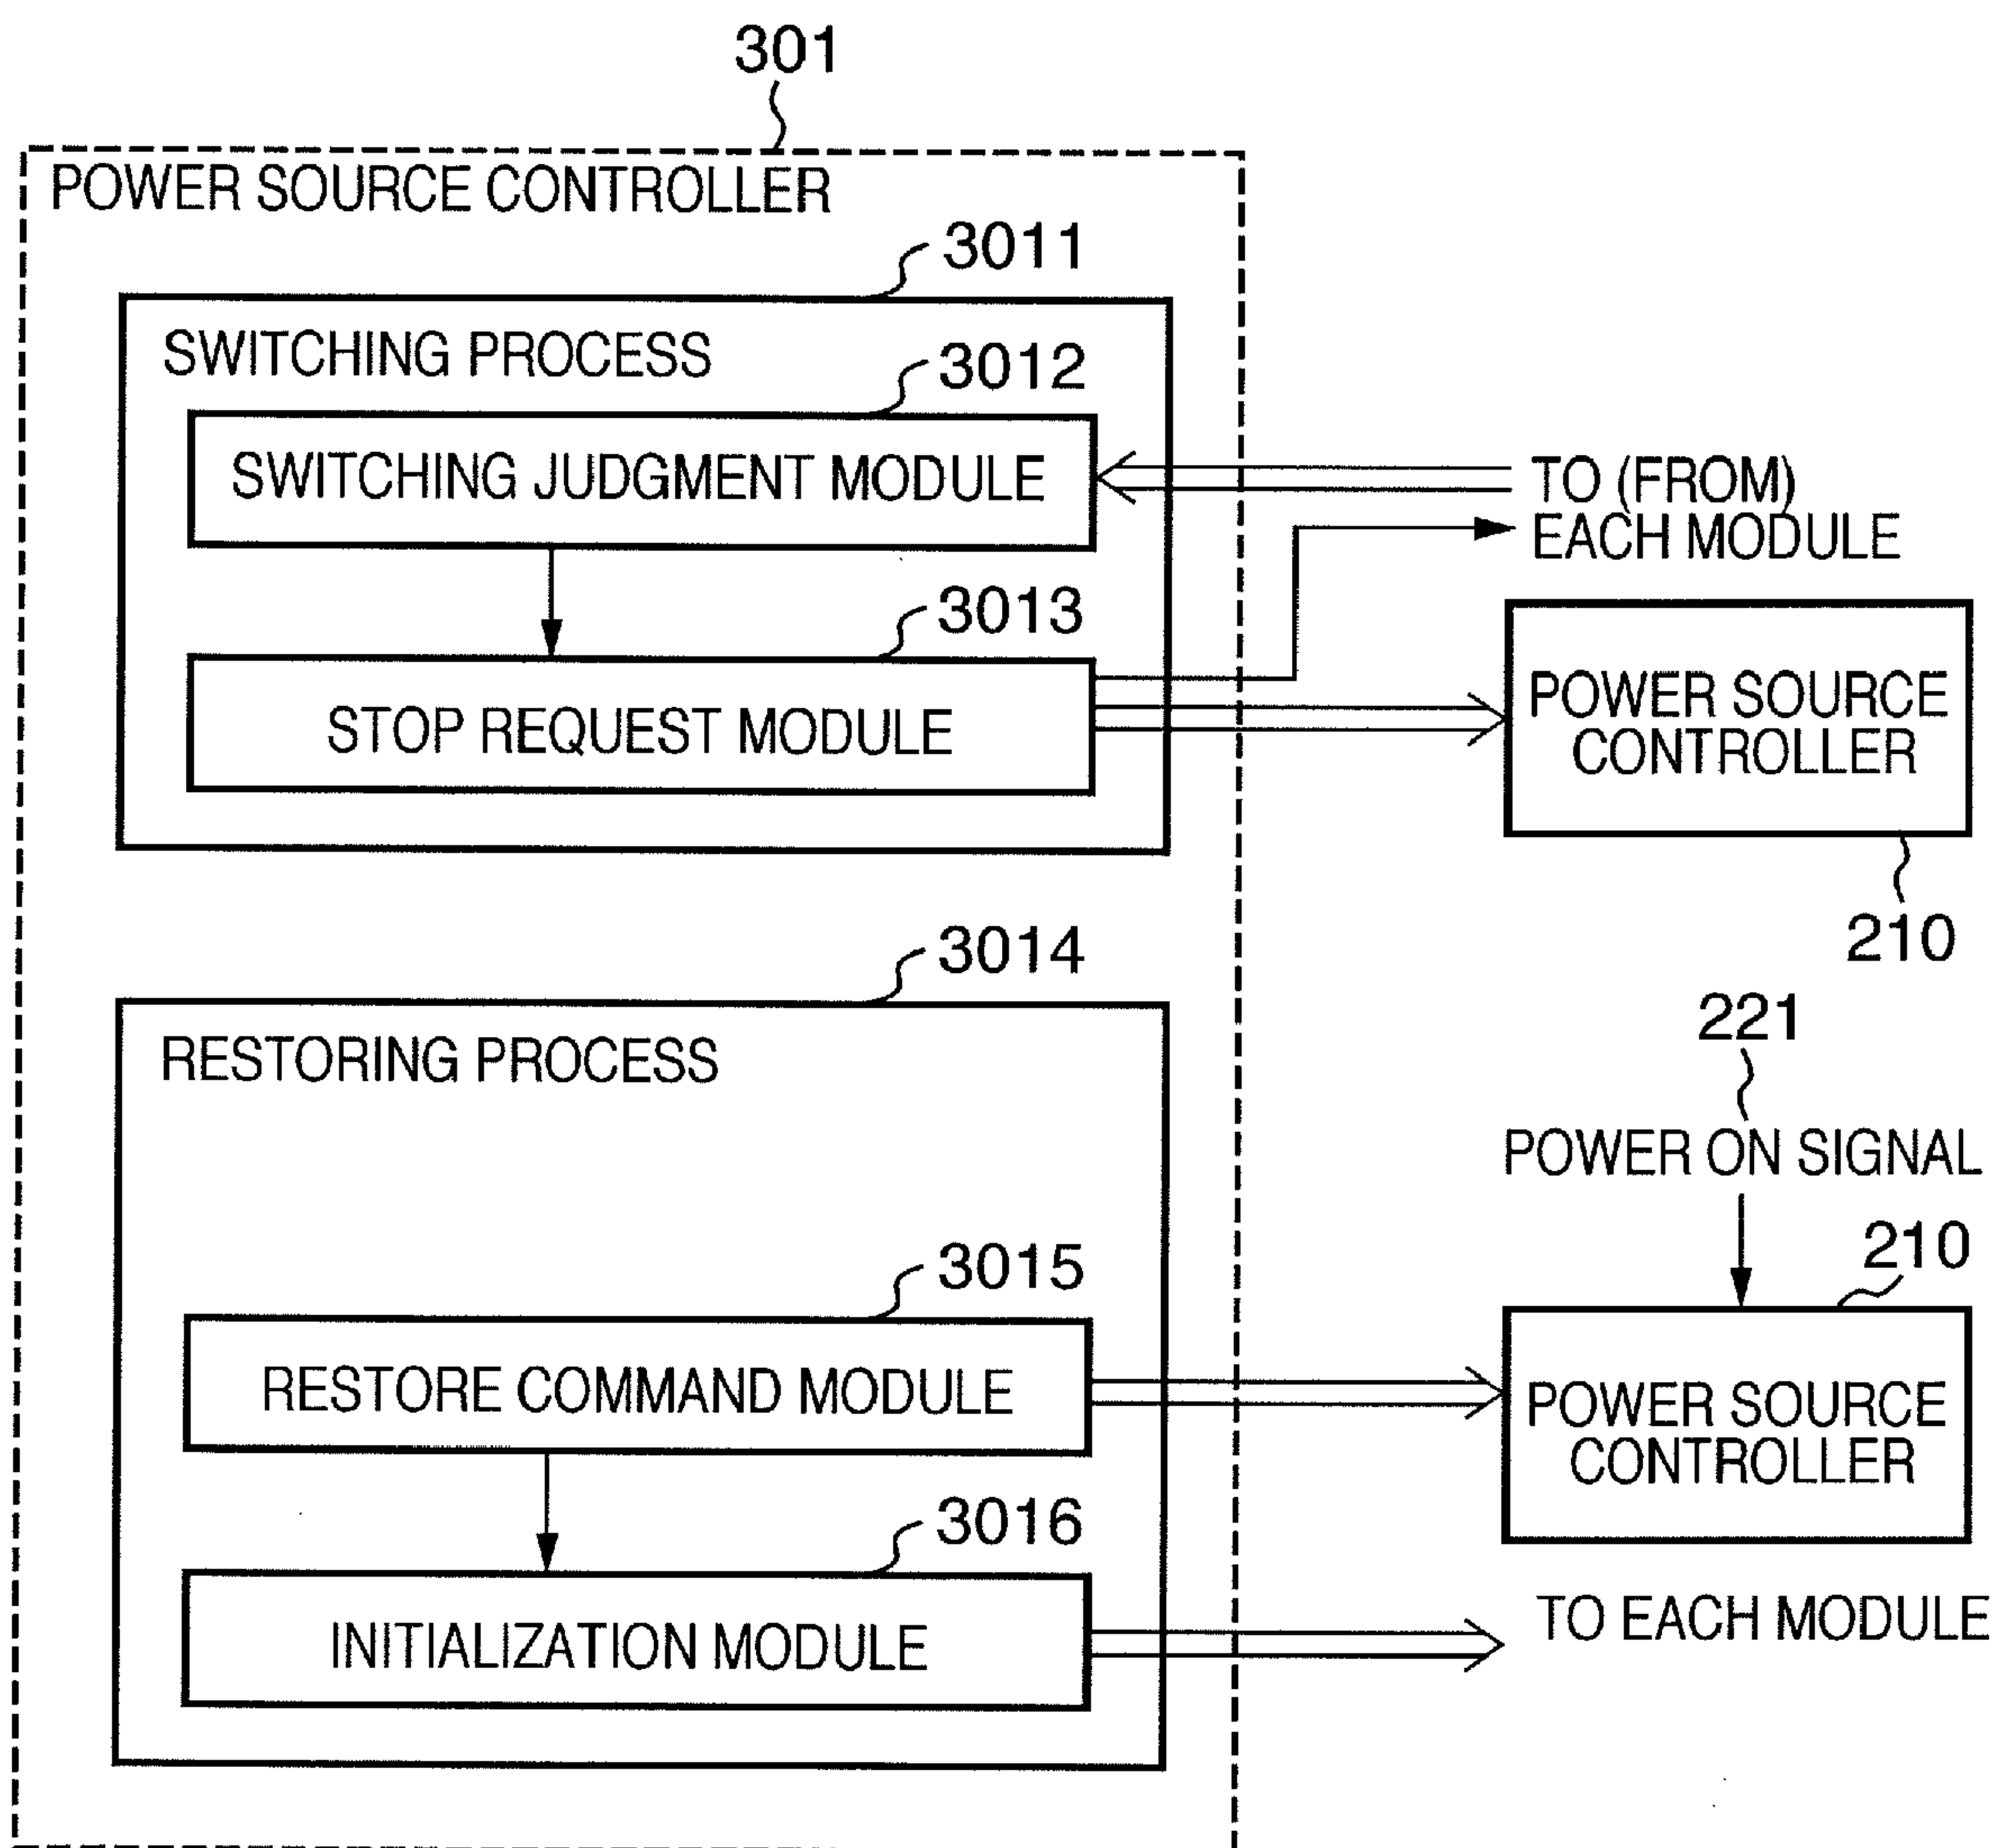 301
POWER SOURCE CONTROLLER
3011
SWITCHING PROCESS
3012
SWITCHING JUDGMENT MODULE
TO (FROM)
EACH MODULE
3013
STOP REQUEST MODULE
POWER SOURCE
CONTROLLER
210
3014
RESTORING PROCESS
221
POWER ON SIGNAL
210
3015
RESTORE COMMAND MODULE
POWER SOURCE
CONTROLLER
3016
INITIALIZATION MODULE
TO EACH MODULE